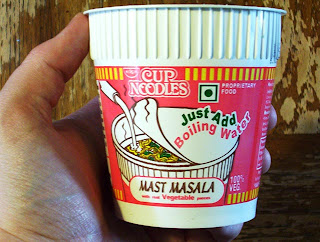 CUP
NOODLES
PROPRIETARY
FOOD
Just Add
Boiling Water
MAST MASALA
with real Vegetable pieces
100%
VEG